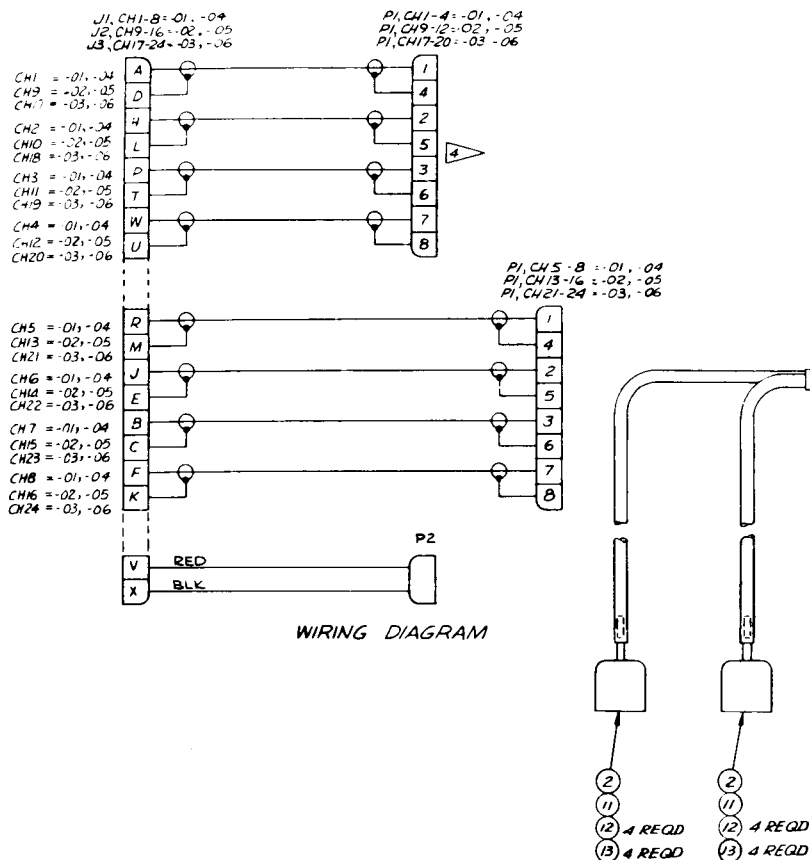 J1, CH1-8=-01, -04
J2, CH9-16=-02, -05
J3, CH17-24=-03, -06
P1, CH1-4=-01, -04
P1, CH9-12=-02, -05
P1, CH17-20=-03 -06
CH1 = -01, -04
CH9 = -02, -05
CH17 = -03, -06
CH2 = -01, -04
CH10 = -02, -05
CH18 = -03, -06
CH3 = -01, -04
CH11 = -02, -05
CH19 = -03, -06
CH4 = -01, -04
CH12 = -02, -05
CH20 = -03, -06
A
D
H
L
P
T
W
U
1
4
2
5
3
6
7
8
4
P1, CH5-8 = -01, -04
P1, CH13-16 = -02, -05
P1, CH21-24 = -03, -06
CH5 = -01, -04
CH13 = -02, -05
CH21 = -03, -06
CH6 = -01, -04
CH14 = -02, -05
CH22 = -03, -06
CH7 = -01, -04
CH15 = -02, -05
CH23 = -03, -06
CH8 = -01, -04
CH16 = -02, -05
CH24 = -03, -06
R
M
J
E
B
C
F
K
1
4
2
5
3
6
7
8
V
X
RED
BLK
P2
WIRING DIAGRAM
2
11
12 4 REQD
13 4 REQD
2
11
12 4 REQD
13 4 REQD